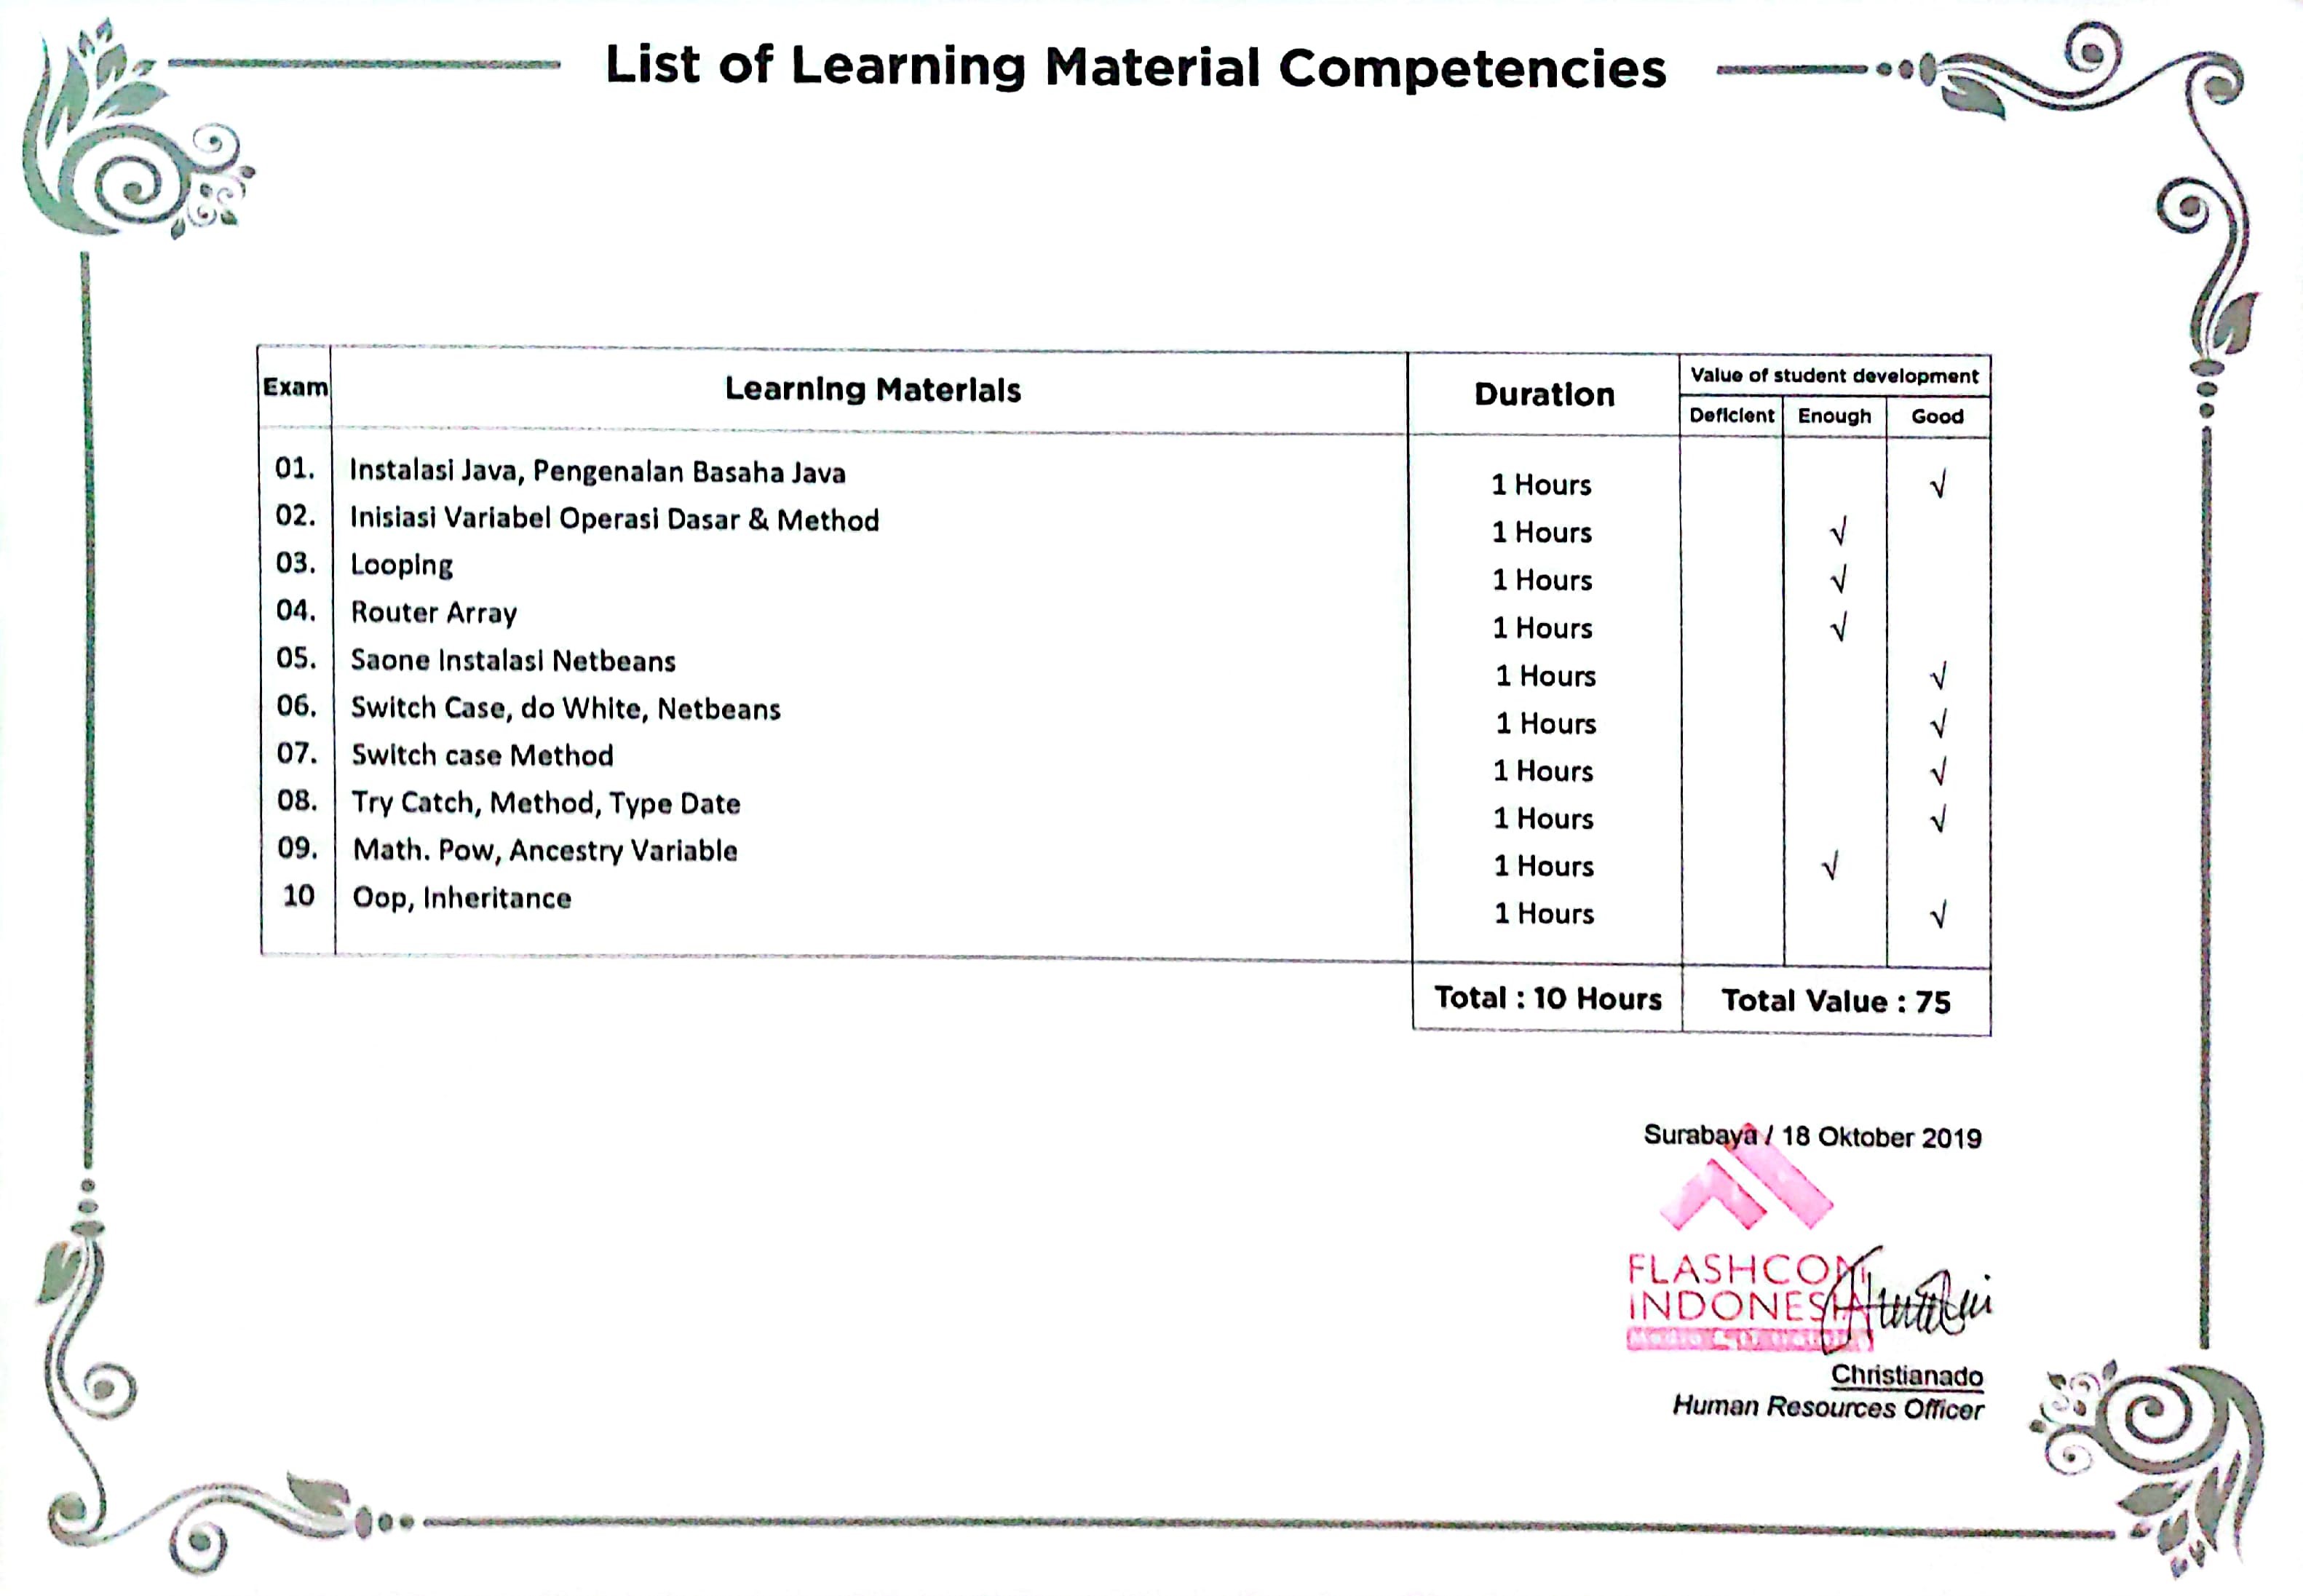 List of Learning Material Competencies
Exam Learning Materials Duration Value of student development
Deficient Enough Good
01. Instalasi Java, Pengenalan Basaha Java 1 Hours √
02. Inisiasi Variabel Operasi Dasar & Method 1 Hours √
03. Looping 1 Hours √
04. Router Array 1 Hours √
05. Saone Instalasi Netbeans 1 Hours √
06. Switch Case, do White, Netbeans 1 Hours √
07. Switch case Method 1 Hours √
08. Try Catch, Method, Type Date 1 Hours √
09. Math. Pow, Ancestry Variable 1 Hours √
10 Oop, Inheritance 1 Hours √
Total : 10 Hours Total Value : 75
Surabaya / 18 Oktober 2019
FLASHCOM
INDONESIA
Christianado
Human Resources Officer